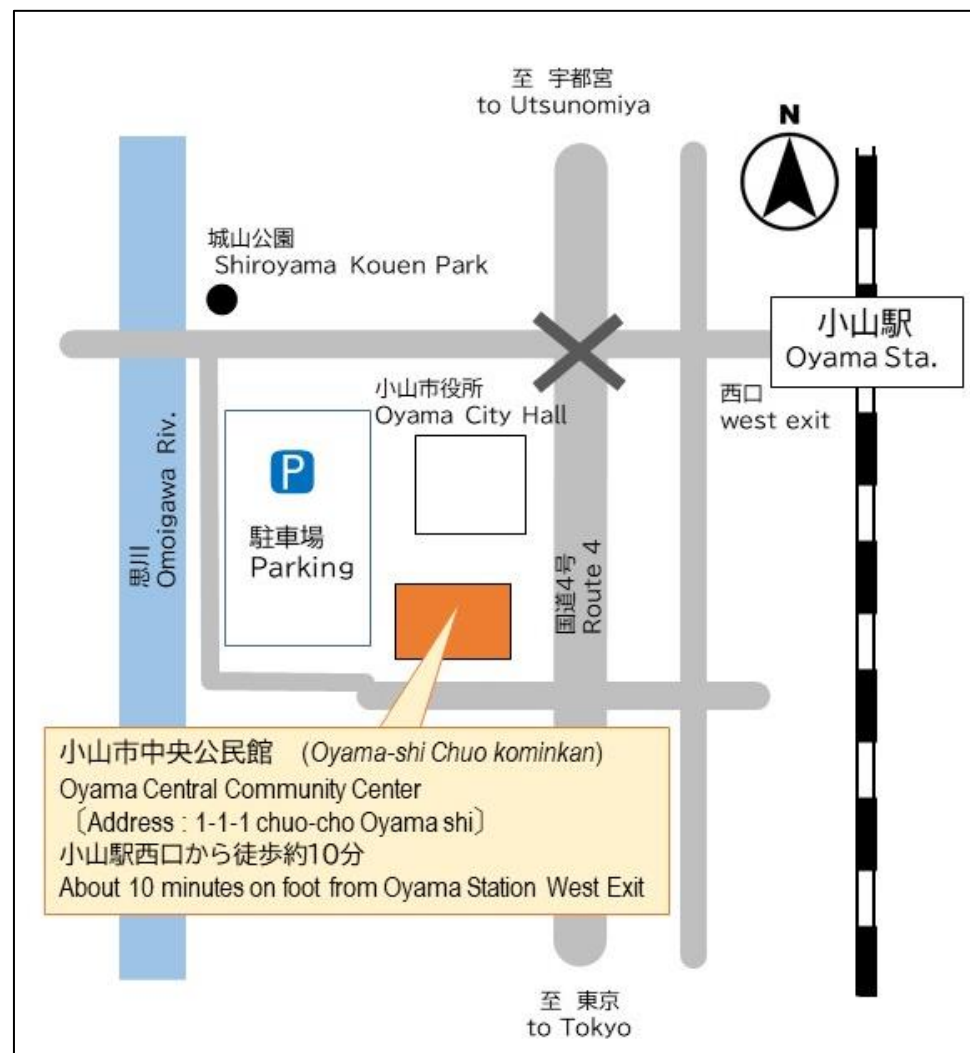 至 宇都宮
to Utsunomiya
N
城山公園
Shiroyama Kouen Park
小山駅
Oyama Sta.
小山市役所
Oyama City Hall
西口
west exit
P
駐車場
Parking
思川
Omoigawa Riv.
国道4号
Route 4
小山市中央公民館 (Oyama-shi Chuo kominkan)
Oyama Central Community Center
〔Address : 1-1-1 chuo-cho Oyama shi〕
小山駅西口から徒歩約10分
About 10 minutes on foot from Oyama Station West Exit
至 東京
to Tokyo